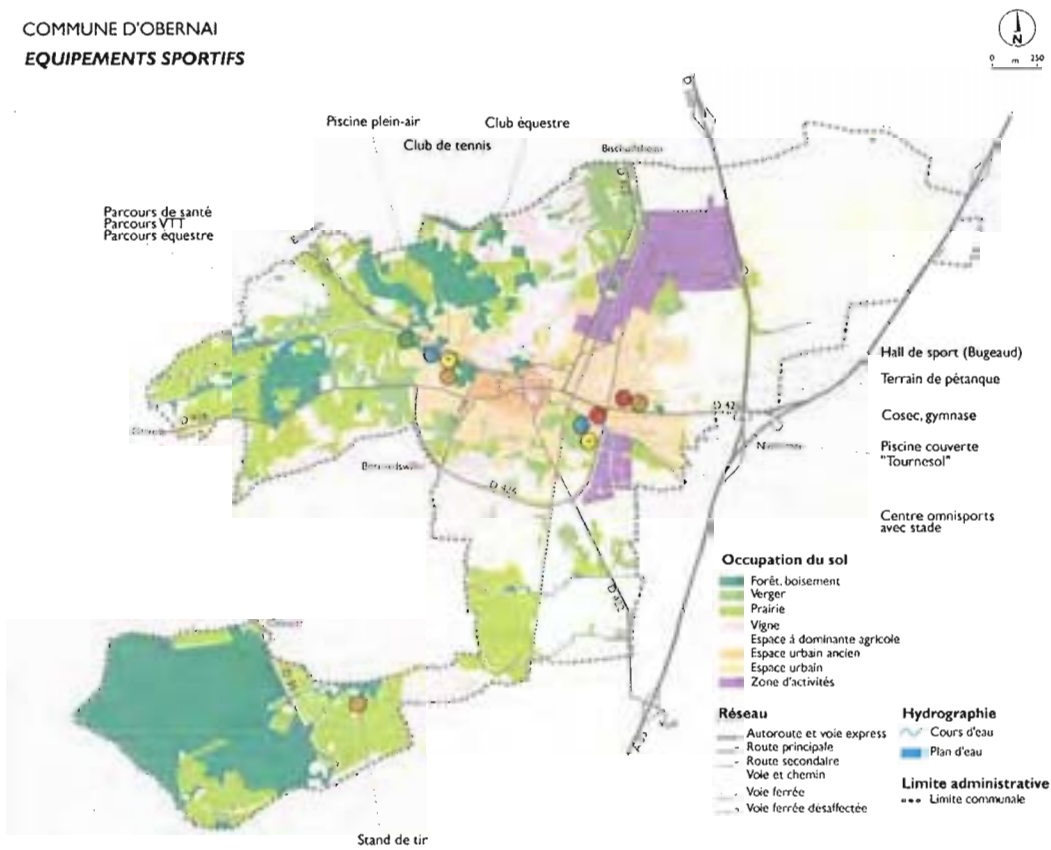 COMMUNE D'OBERNAI
EQUIPEMENTS SPORTIFS
N
0 m 250
Piscine plein-air
Club équestre
Club de tennis
Parcours de santé
Parcours VTT
Parcours équestre
Hall de sport (Bugeaud)
Terrain de pétanque
D 42
Cosec, gymnase
D 426
Piscine couverte
"Tournesol"
Centre omnisports
avec stade
Occupation du sol
Forêt, boisement
Verger
Prairie
Vigne
Espace à dominante agricole
Espace urbain ancien
Espace urbain
Zone d'activités
Réseau
Autoroute et voie express
Route principale
Route secondaire
Voie et chemin
Voie ferrée
Voie ferrée désaffectée
Hydrographie
Cours d'eau
Plan d'eau
Limite administrative
Limite communale
Stand de tir